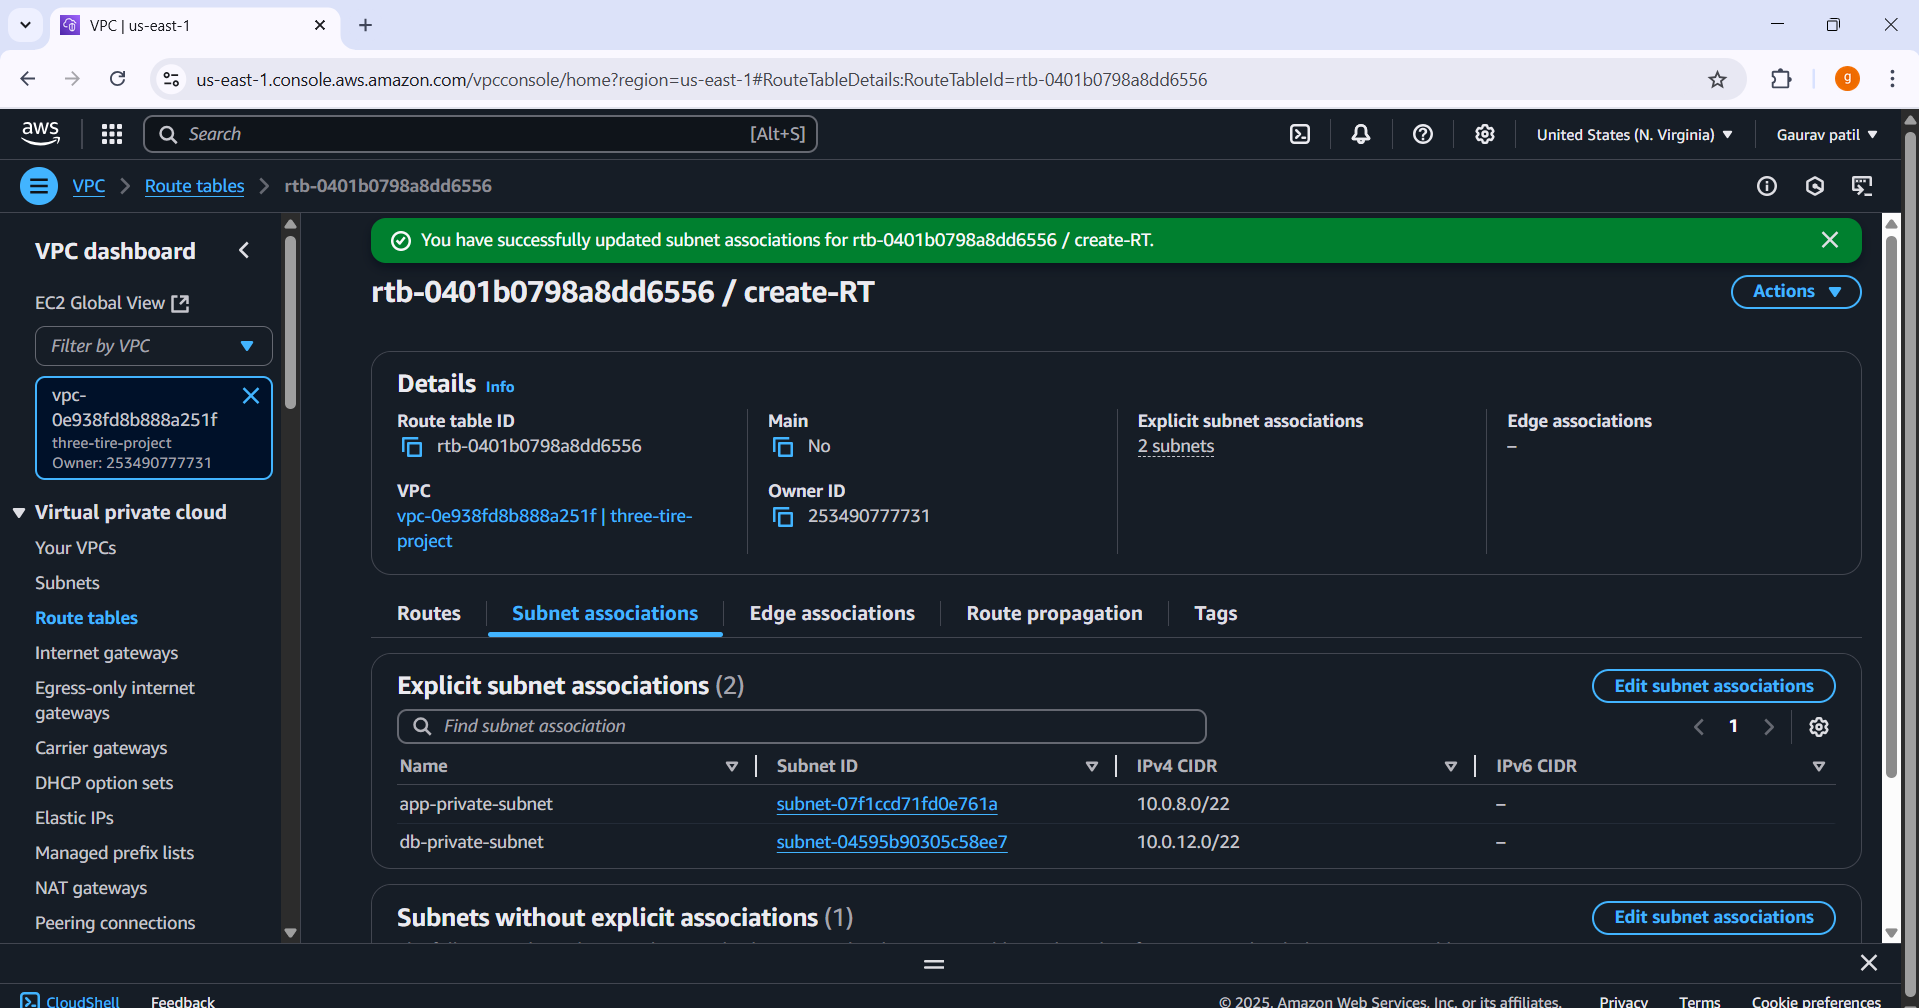 VPC | us-east-1
us-east-1.console.aws.amazon.com/vpcconsole/home?region=us-east-1#RouteTableDetails:RouteTableId=rtb-0401b0798a8dd6556
g
aws
Search
[Alt+S]
United States (N. Virginia)
Gaurav patil
VPC
Route tables
rtb-0401b0798a8dd6556
VPC dashboard
EC2 Global View
Filter by VPC
vpc-
0e938fd8b888a251f
three-tire-project
Owner: 253490777731
Virtual private cloud
Your VPCs
Subnets
Route tables
Internet gateways
Egress-only internet
gateways
Carrier gateways
DHCP option sets
Elastic IPs
Managed prefix lists
NAT gateways
Peering connections
You have successfully updated subnet associations for rtb-0401b0798a8dd6556 / create-RT.
rtb-0401b0798a8dd6556 / create-RT
Actions
Details Info
Route table ID
rtb-0401b0798a8dd6556
Main
No
Explicit subnet associations
2 subnets
Edge associations
–
VPC
vpc-0e938fd8b888a251f | three-tire-
project
Owner ID
253490777731
Routes
Subnet associations
Edge associations
Route propagation
Tags
Explicit subnet associations (2)
Edit subnet associations
Find subnet association
1
Name
Subnet ID
IPv4 CIDR
IPv6 CIDR
app-private-subnet
subnet-07f1ccd71fd0e761a
10.0.8.0/22
–
db-private-subnet
subnet-04595b90305c58ee7
10.0.12.0/22
–
Subnets without explicit associations (1)
Edit subnet associations
CloudShell
Feedback
© 2025, Amazon Web Services, Inc. or its affiliates.
Privacy
Terms
Cookie preferences